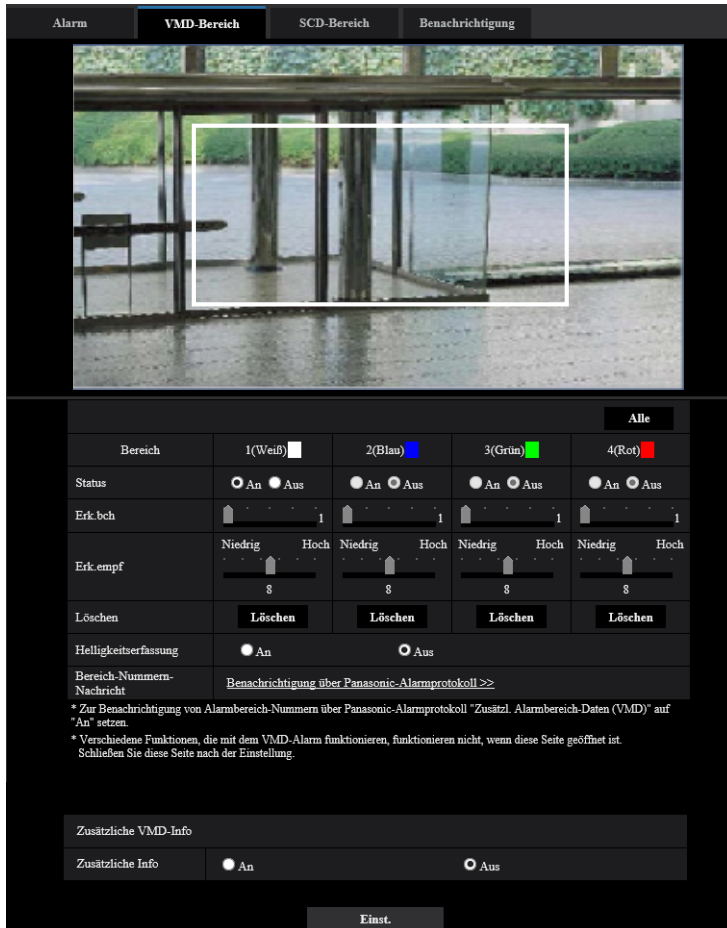 Alarm VMD-Bereich SCD-Bereich Benachrichtigung
Alle
Bereich 1(Weiß) 2(Blau) 3(Grün) 4(Rot)
Status An Aus An Aus An Aus An Aus
Erk.bch 1 1 1 1
Niedrig Hoch Niedrig Hoch Niedrig Hoch Niedrig Hoch
Erk.empf
8 8 8 8
Löschen Löschen Löschen Löschen Löschen
Helligkeitserfassung An Aus
Bereich-Nummern-
Nachricht Benachrichtigung über Panasonic-Alarmprotokoll >>
* Zur Benachrichtigung von Alarmbereich-Nummern über Panasonic-Alarmprotokoll "Zusätzl. Alarmbereich-Daten (VMD)" auf
"An" setzen.
* Verschiedene Funktionen, die mit dem VMD-Alarm funktionieren, funktionieren nicht, wenn diese Seite geöffnet ist.
Schließen Sie diese Seite nach der Einstellung.
Zusätzliche VMD-Info
Zusätzliche Info An Aus
Einst.